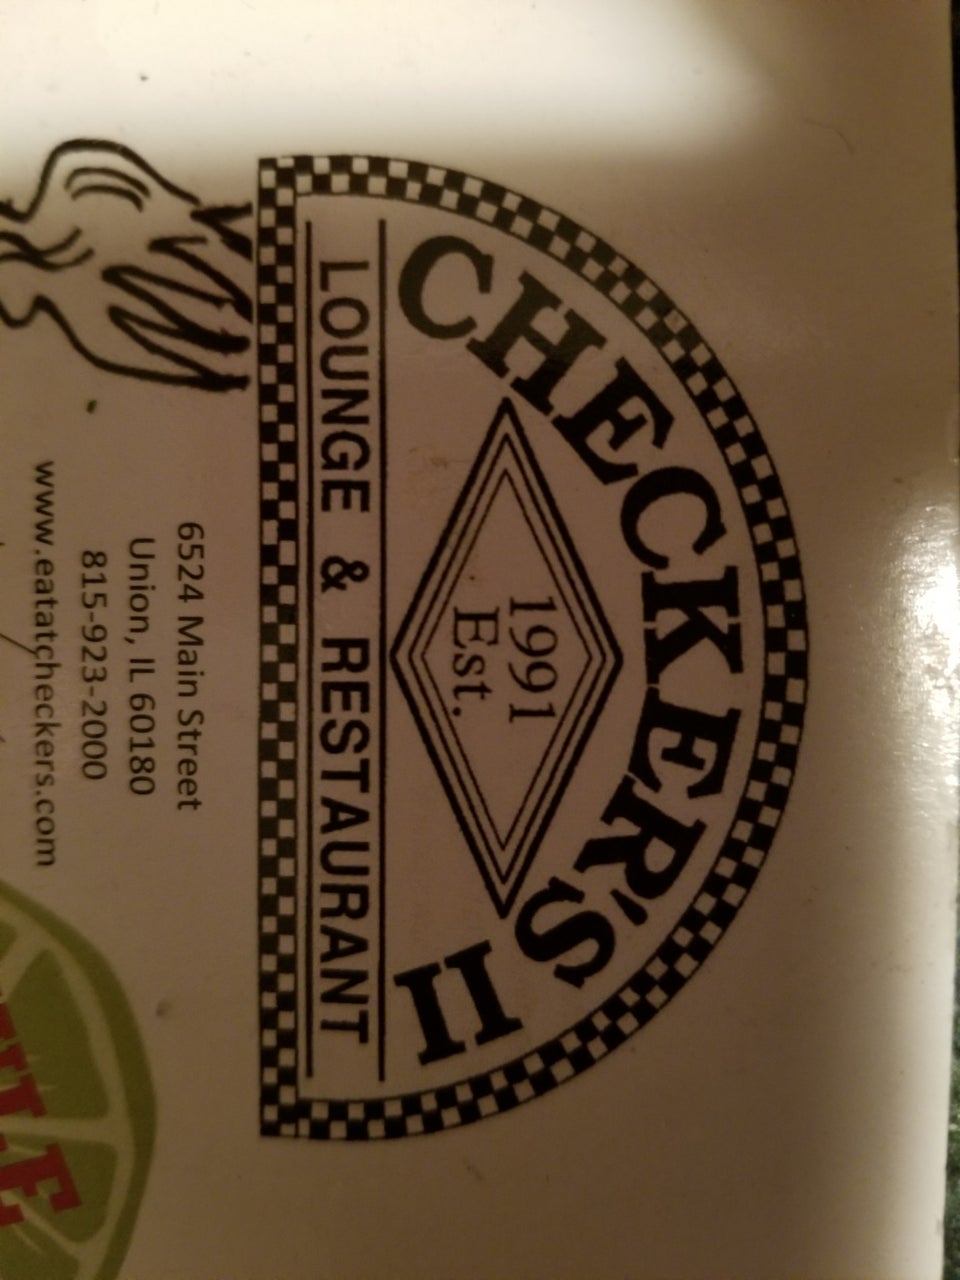 CHECKER'S II
1991
Est.
LOUNGE & RESTAURANT
6524 Main Street
Union, IL 60180
815-923-2000
www.eatatcheckers.com